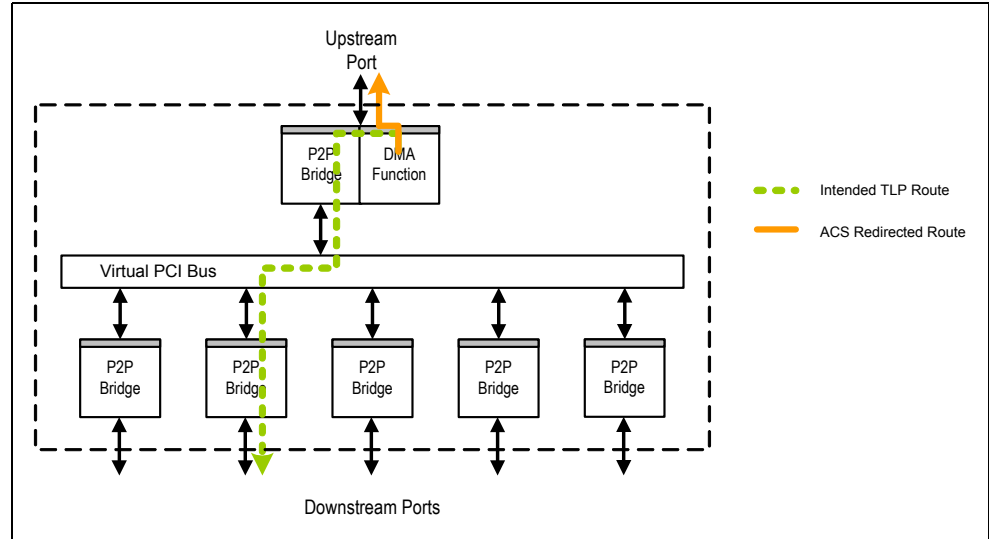 Upstream
Port
P2P
Bridge
DMA
Function
Intended TLP Route
ACS Redirected Route
Virtual PCI Bus
P2P
Bridge
P2P
Bridge
P2P
Bridge
P2P
Bridge
P2P
Bridge
Downstream Ports